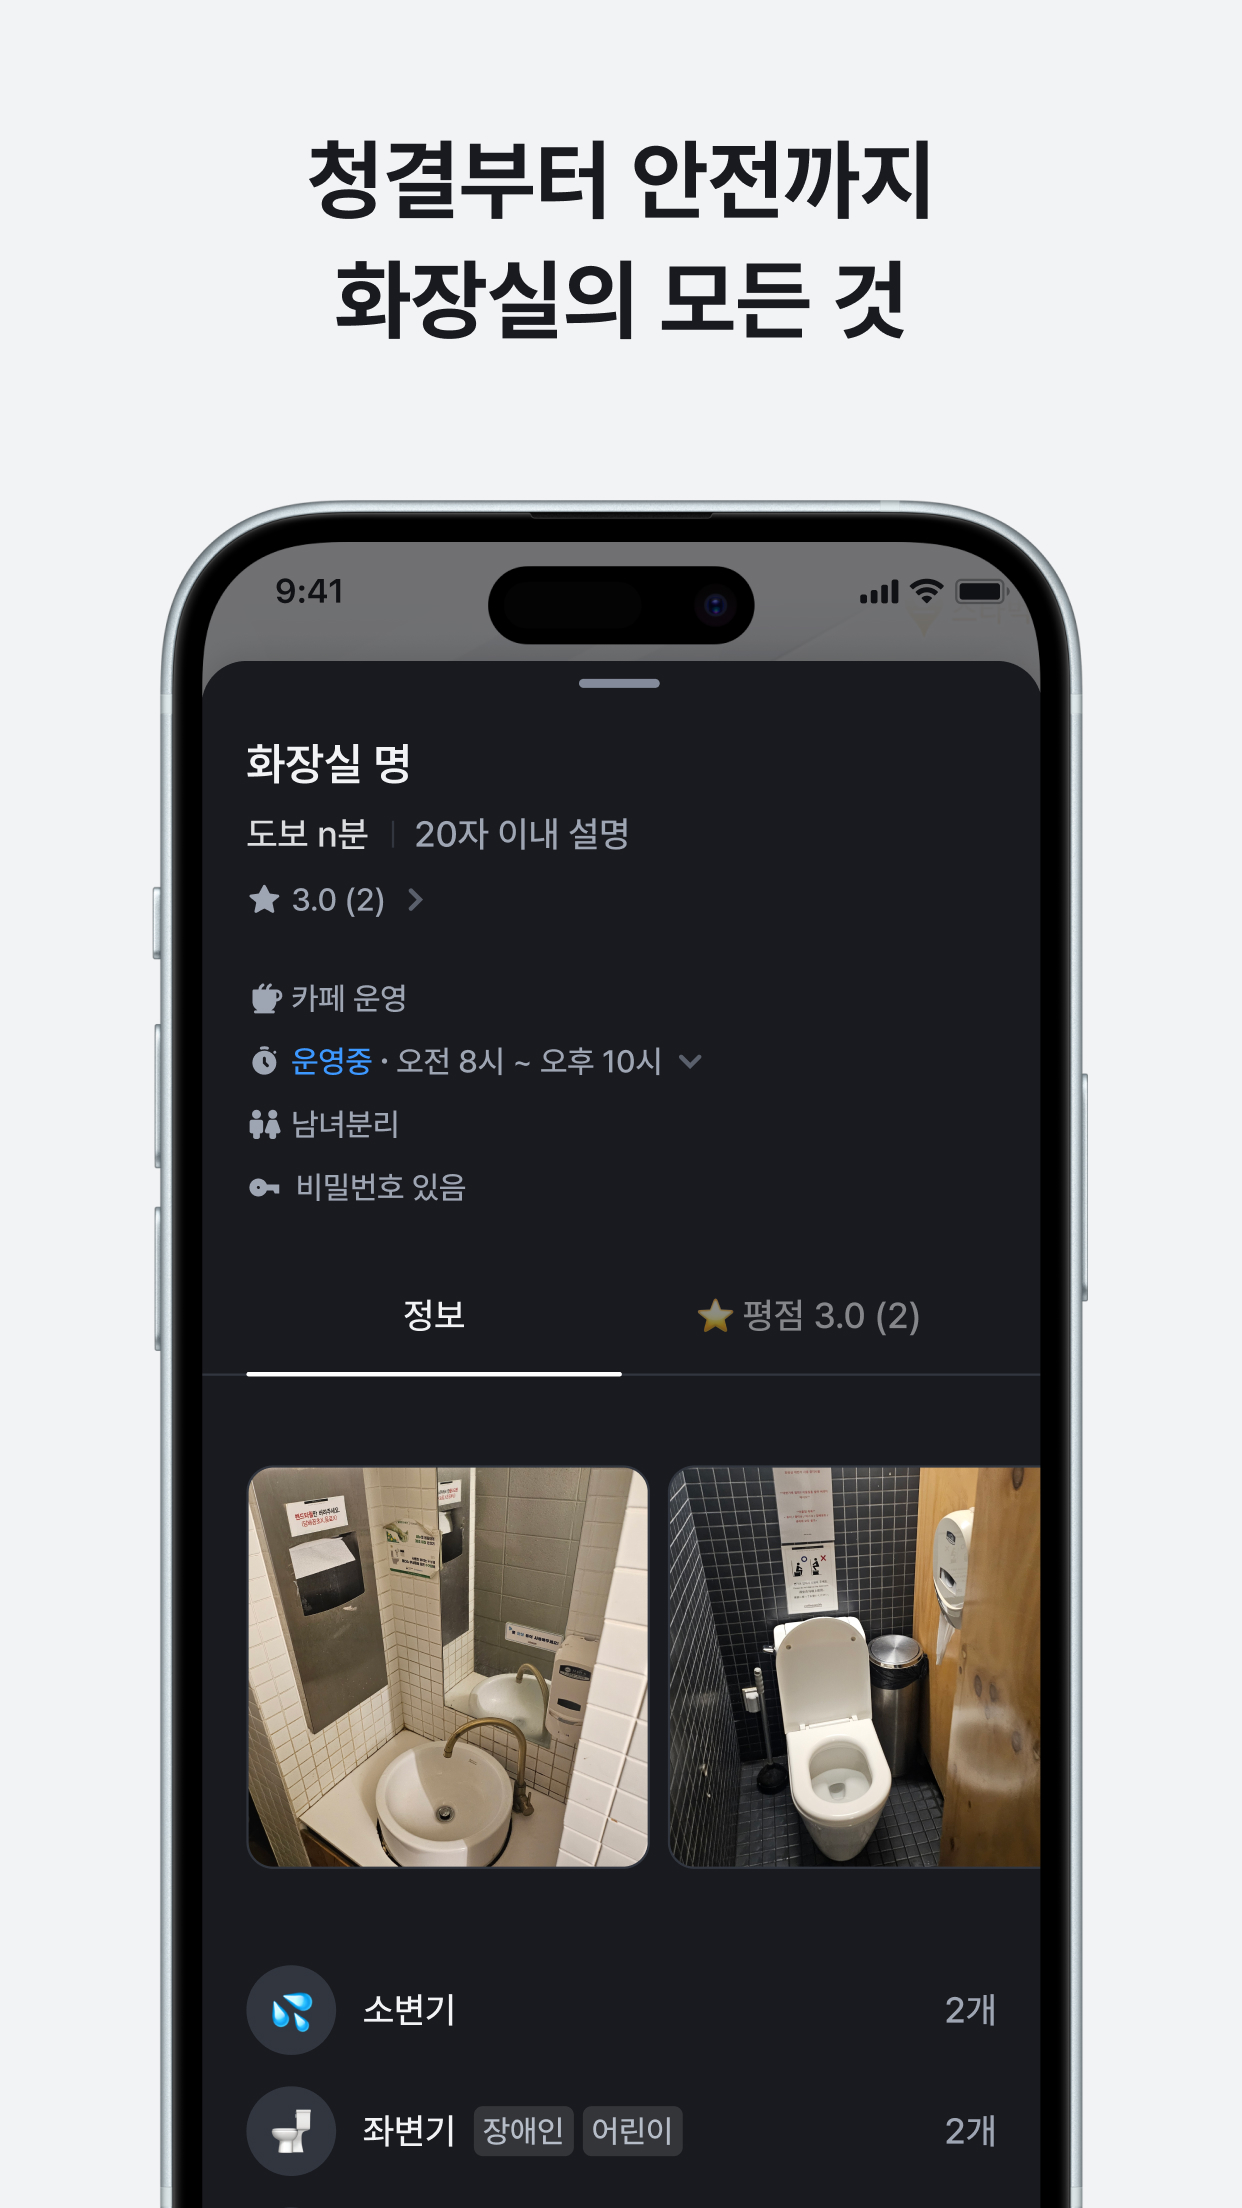 청결부터 안전까지
화장실의 모든 것
9:41
화장실 명
도보 n분 | 20자 이내 설명
3.0 (2)
카페 운영
운영중 · 오전 8시 ~ 오후 10시
남녀분리
비밀번호 있음
정보
평점 3.0 (2)
소변기
2개
좌변기 장애인 어린이
2개